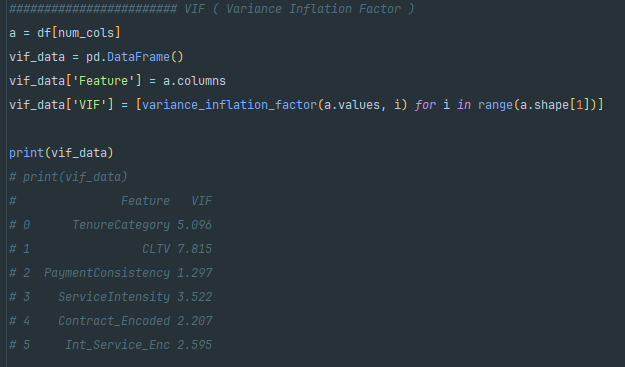 ######################## VIF ( Variance Inflation Factor )
a = df[num_cols]
vif_data = pd.DataFrame()
vif_data['Feature'] = a.columns
vif_data['VIF'] = [variance_inflation_factor(a.values, i) for i in range(a.shape[1])]
print(vif_data)
# print(vif_data)
#               Feature   VIF
# 0      TenureCategory 5.096
# 1                CLTV 7.815
# 2  PaymentConsistency 1.297
# 3    ServiceIntensity 3.522
# 4    Contract_Encoded 2.207
# 5     Int_Service_Enc 2.595